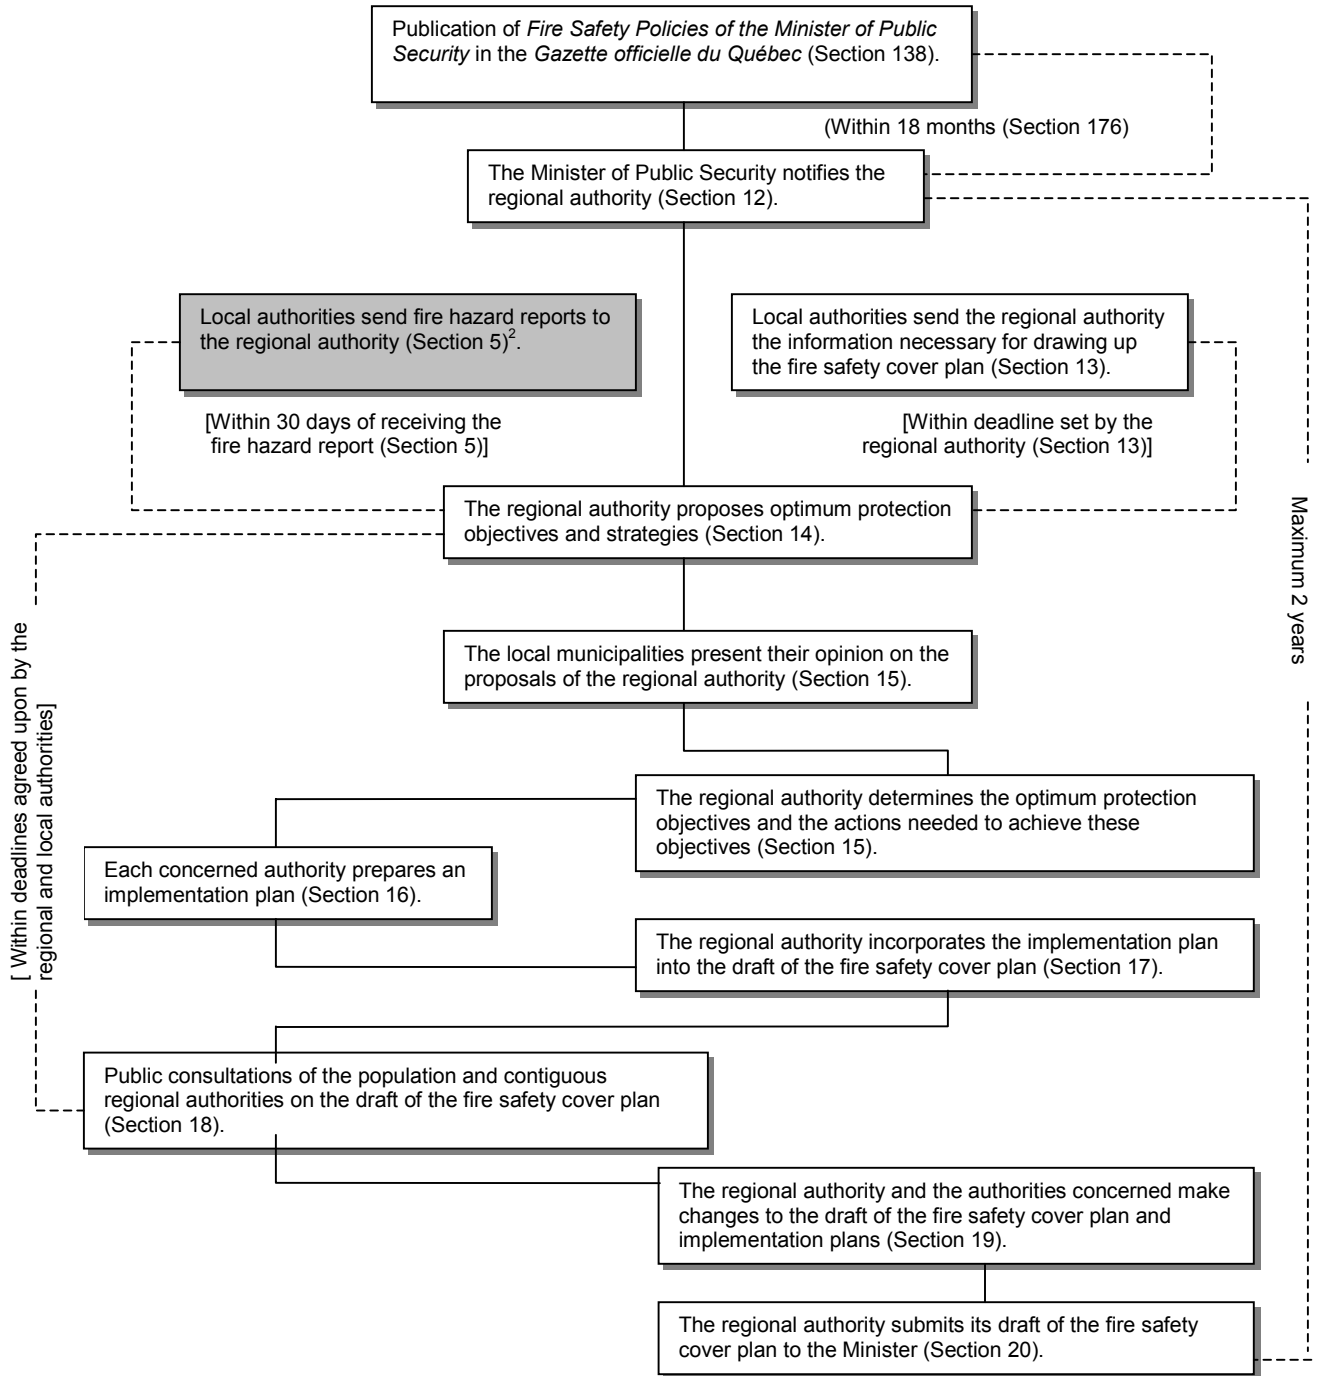 Publication of Fire Safety Policies of the Minister of Public
Security in the Gazette officielle du Québec (Section 138).
(Within 18 months (Section 176)
The Minister of Public Security notifies the
regional authority (Section 12).
Local authorities send fire hazard reports to
the regional authority (Section 5)2.
Local authorities send the regional authority
the information necessary for drawing up
the fire safety cover plan (Section 13).
[Within 30 days of receiving the
fire hazard report (Section 5)]
[Within deadline set by the
regional authority (Section 13)]
The regional authority proposes optimum protection
objectives and strategies (Section 14).
Maximum 2 years
[ Within deadlines agreed upon by the
regional and local authorities]
The local municipalities present their opinion on the
proposals of the regional authority (Section 15).
The regional authority determines the optimum protection
objectives and the actions needed to achieve these
objectives (Section 15).
Each concerned authority prepares an
implementation plan (Section 16).
The regional authority incorporates the implementation plan
into the draft of the fire safety cover plan (Section 17).
Public consultations of the population and contiguous
regional authorities on the draft of the fire safety cover plan
(Section 18).
The regional authority and the authorities concerned make
changes to the draft of the fire safety cover plan and
implementation plans (Section 19).
The regional authority submits its draft of the fire safety
cover plan to the Minister (Section 20).